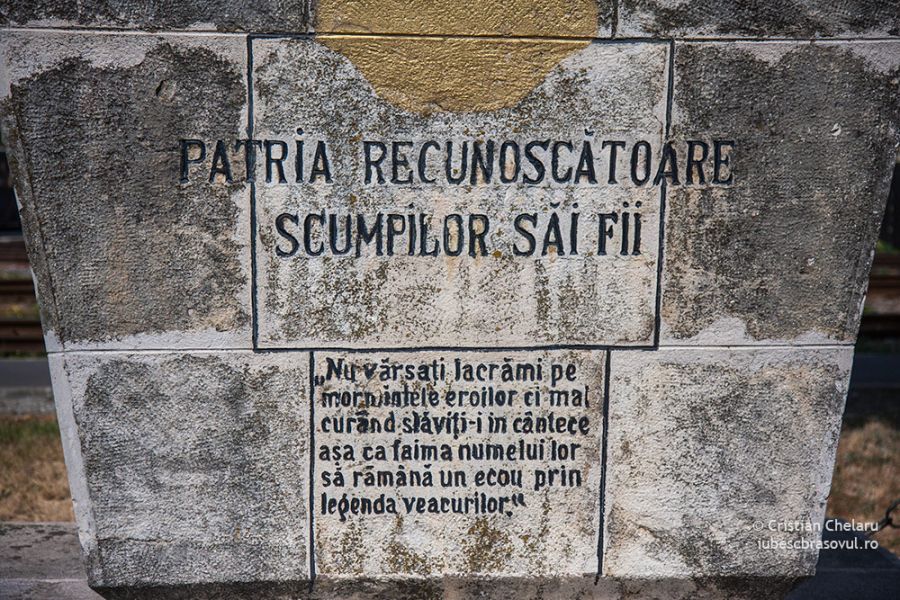 PATRIA RECUNOSCĂTOARE
SCUMPILOR SĂI FII
„Nu vărsați lacrămi pe
mormintele eroilor ci mai
curând slăviți-i în cântece
așa ca faima numelui lor
să rămână un ecou prin
legenda veacurilor.“
© Cristian Chelaru
iubescbrasovul.ro